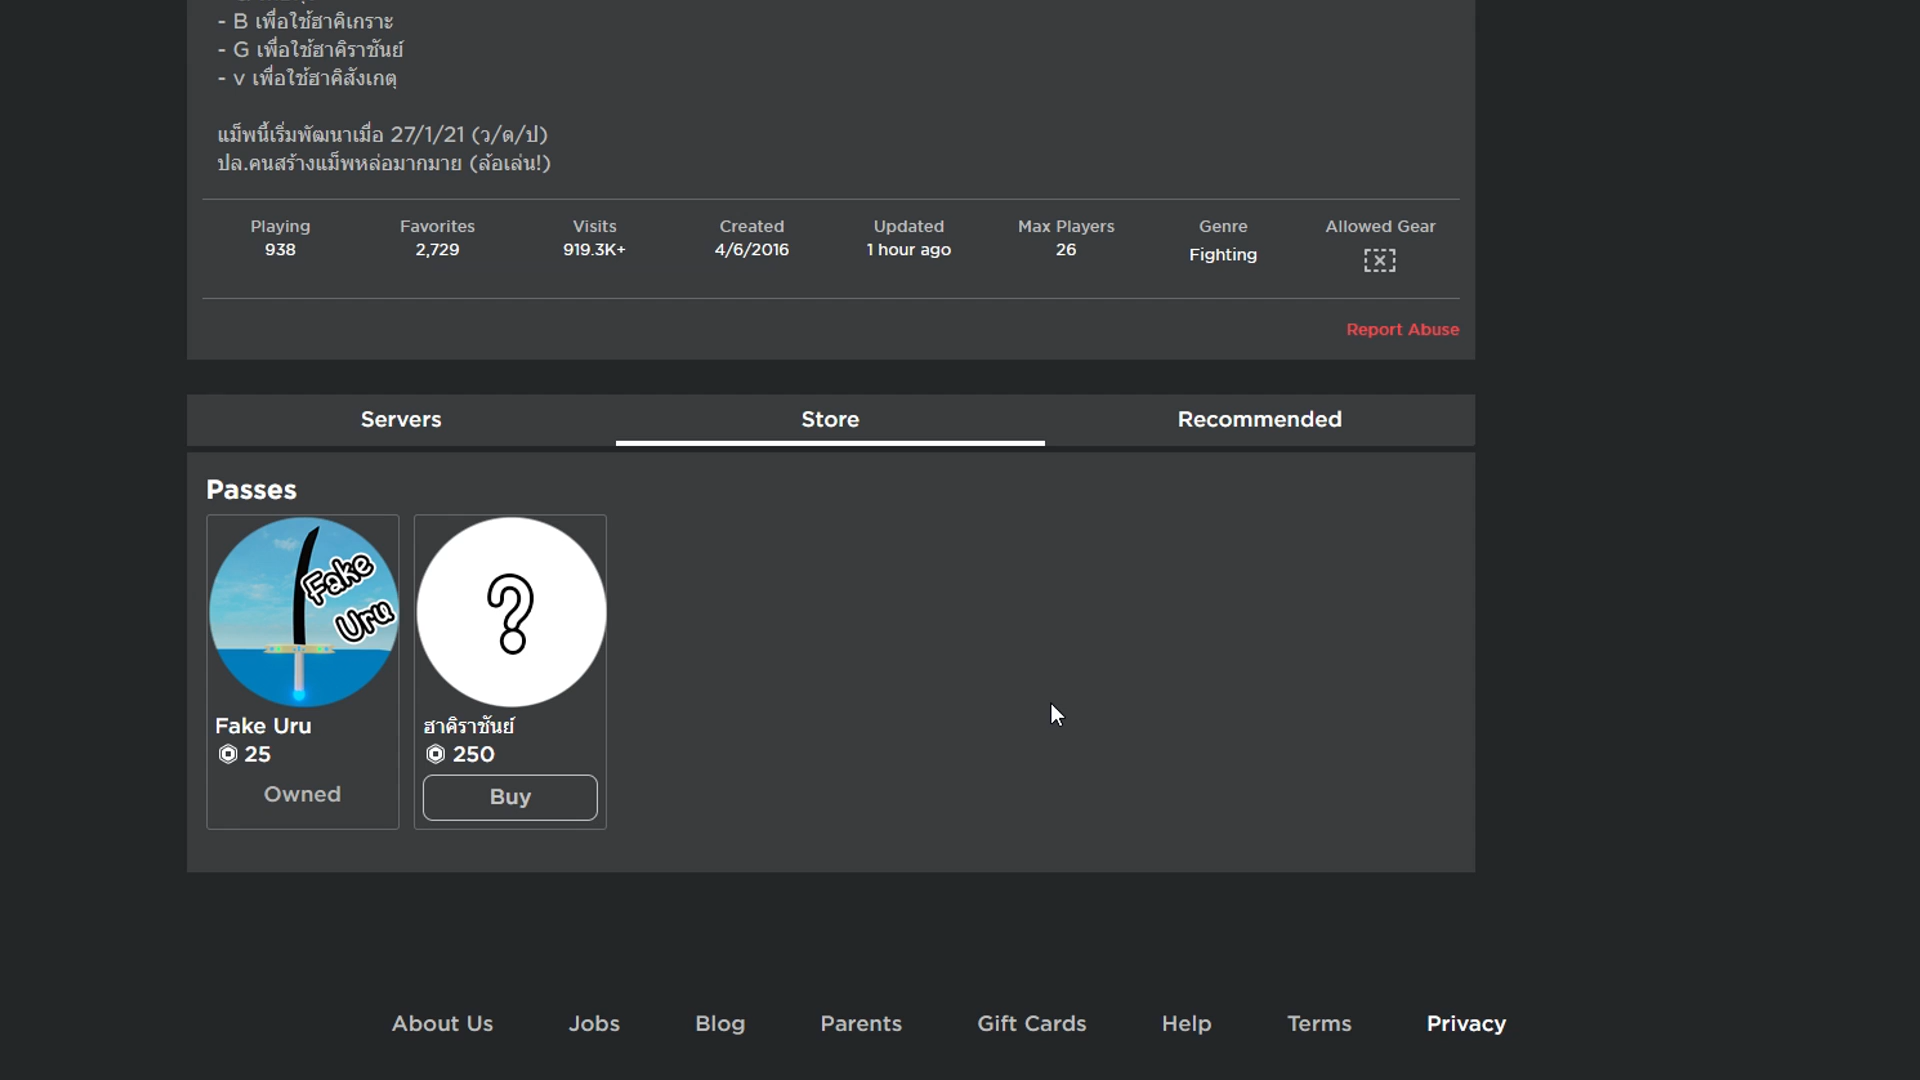 - B เพื่อใช้ฮาคิเกราะ
- G เพื่อใช้ฮาคิราชันย์
- v เพื่อใช้ฮาคิสังเกตุ
แม็พนี้เริ่มพัฒนาเมื่อ 27/1/21 (ว/ด/ป)
ปล.คนสร้างแม็พหล่อมากมาย (ล้อเล่น!)
Playing Favorites Visits Created Updated Max Players Genre Allowed Gear
938 2,729 919.3K+ 4/6/2016 1 hour ago 26 Fighting
Report Abuse
Servers Store Recommended
Passes
Fake
Uru
?
Fake Uru ฮาคิราชันย์
25 250
Owned Buy
About Us Jobs Blog Parents Gift Cards Help Terms Privacy